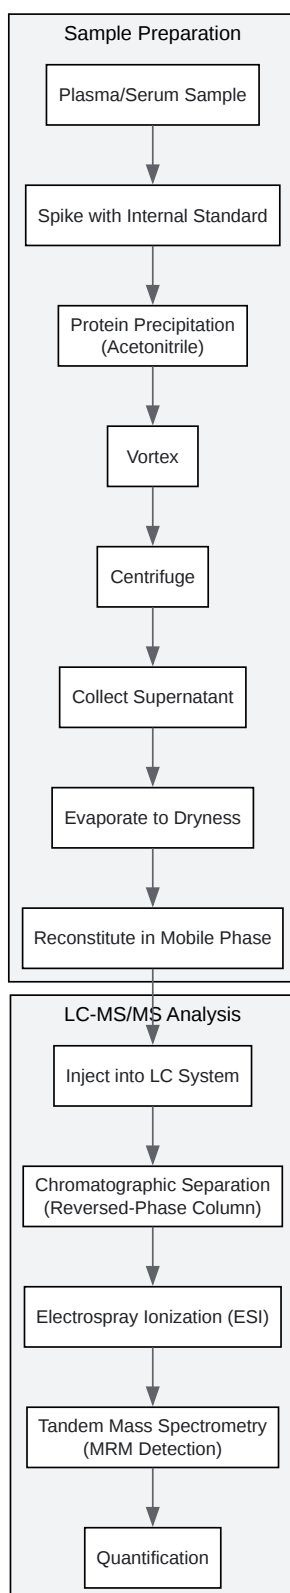 Sample Preparation
Plasma/Serum Sample
Spike with Internal Standard
Protein Precipitation
(Acetonitrile)
Vortex
Centrifuge
Collect Supernatant
Evaporate to Dryness
Reconstitute in Mobile Phase
LC-MS/MS Analysis
Inject into LC System
Chromatographic Separation
(Reversed-Phase Column)
Electrospray Ionization (ESI)
Tandem Mass Spectrometry
(MRM Detection)
Quantification